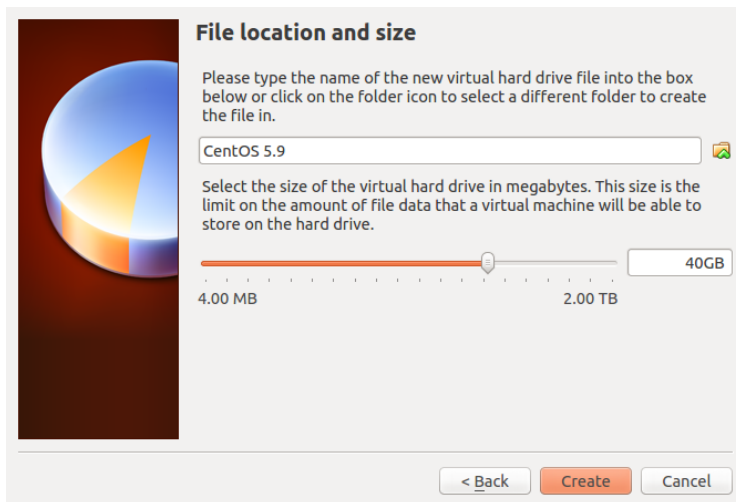 File location and size
Please type the name of the new virtual hard drive file into the box
below or click on the folder icon to select a different folder to create
the file in.
CentOS 5.9
Select the size of the virtual hard drive in megabytes. This size is the
limit on the amount of file data that a virtual machine will be able to
store on the hard drive.
40GB
4.00 MB 2.00 TB
< Back Create Cancel